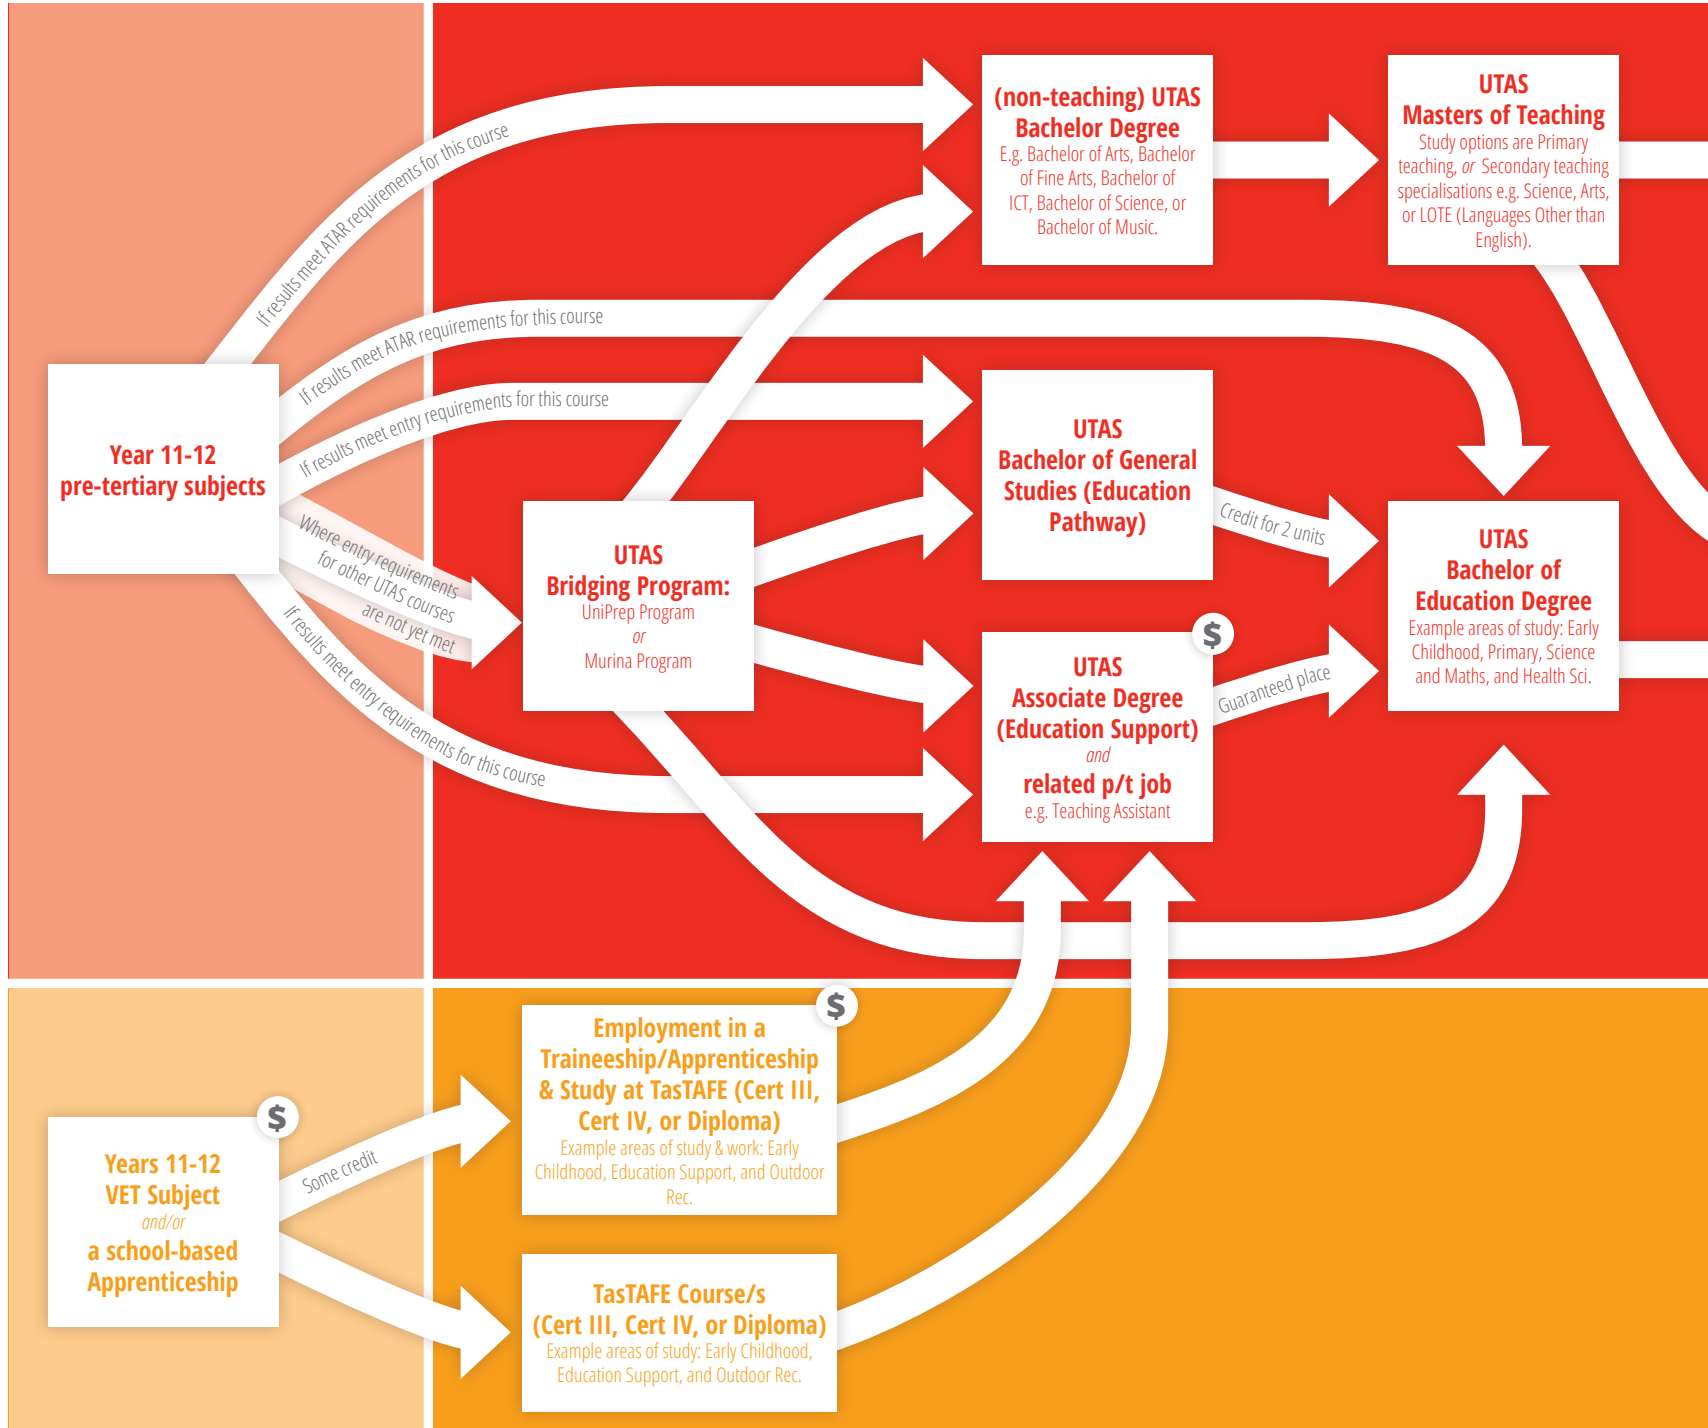 If results meet ATAR requirements for this course
(non-teaching) UTAS
Bachelor Degree
E.g. Bachelor of Arts, Bachelor
of Fine Arts, Bachelor of
ICT, Bachelor of Science, or
Bachelor of Music.
UTAS
Masters of Teaching
Study options are Primary
teaching, or Secondary teaching
specialisations e.g. Science, Arts,
or LOTE (Languages Other than
English).
If results meet ATAR requirements for this course
If results meet entry requirements for this course
Year 11-12
pre-tertiary subjects
Where entry requirements
for other UTAS courses
are not yet met
If results meet entry requirements for this course
UTAS
Bridging Program:
UniPrep Program
or
Murina Program
UTAS
Bachelor of General
Studies (Education
Pathway)
Credit for 2 units
UTAS
Bachelor of
Education Degree
Example areas of study: Early
Childhood, Primary, Science
and Maths, and Health Sci.
$
UTAS
Associate Degree
(Education Support)
and
related p/t job
e.g. Teaching Assistant
Guaranteed place
$
Employment in a
Traineeship/Apprenticeship
& Study at TasTAFE (Cert III,
Cert IV, or Diploma)
Example areas of study & work: Early
Childhood, Education Support, and Outdoor
Rec.
$
Years 11-12
VET Subject
and/or
a school-based
Apprenticeship
Some credit
TasTAFE Course/s
(Cert III, Cert IV, or Diploma)
Example areas of study: Early Childhood,
Education Support, and Outdoor Rec.